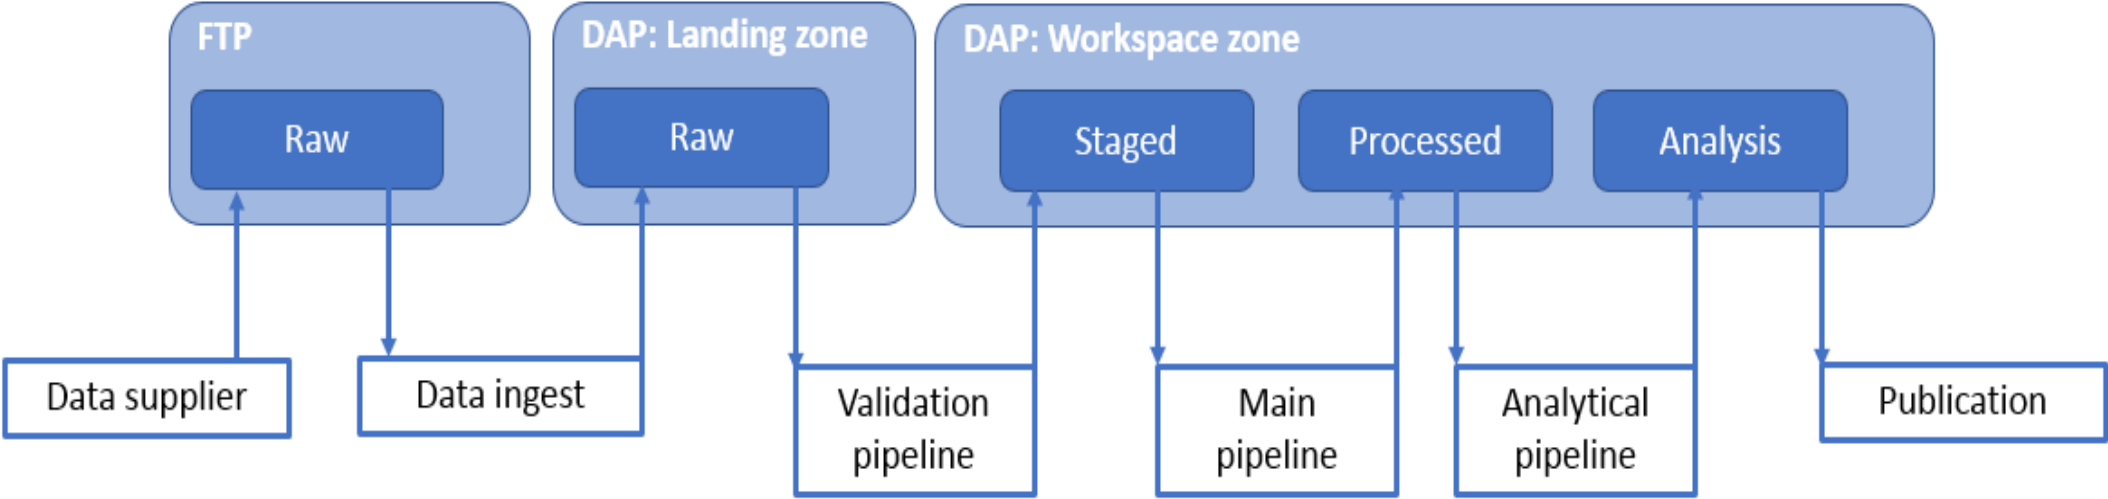 FTP
DAP: Landing zone
DAP: Workspace zone
Raw
Raw
Staged
Processed
Analysis
Data supplier
Data ingest
Validation
pipeline
Main
pipeline
Analytical
pipeline
Publication